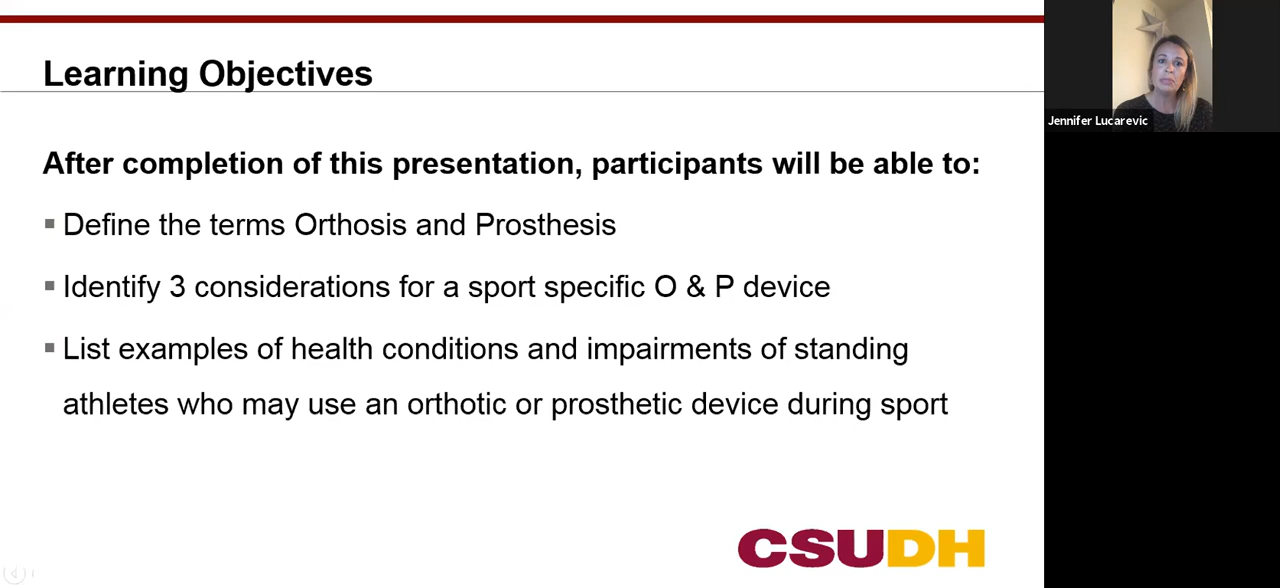 Learning Objectives
After completion of this presentation, participants will be able to:
Define the terms Orthosis and Prosthesis
Identify 3 considerations for a sport specific O & P device
List examples of health conditions and impairments of standing
athletes who may use an orthotic or prosthetic device during sport
CSUDH
Jennifer Lucarevic